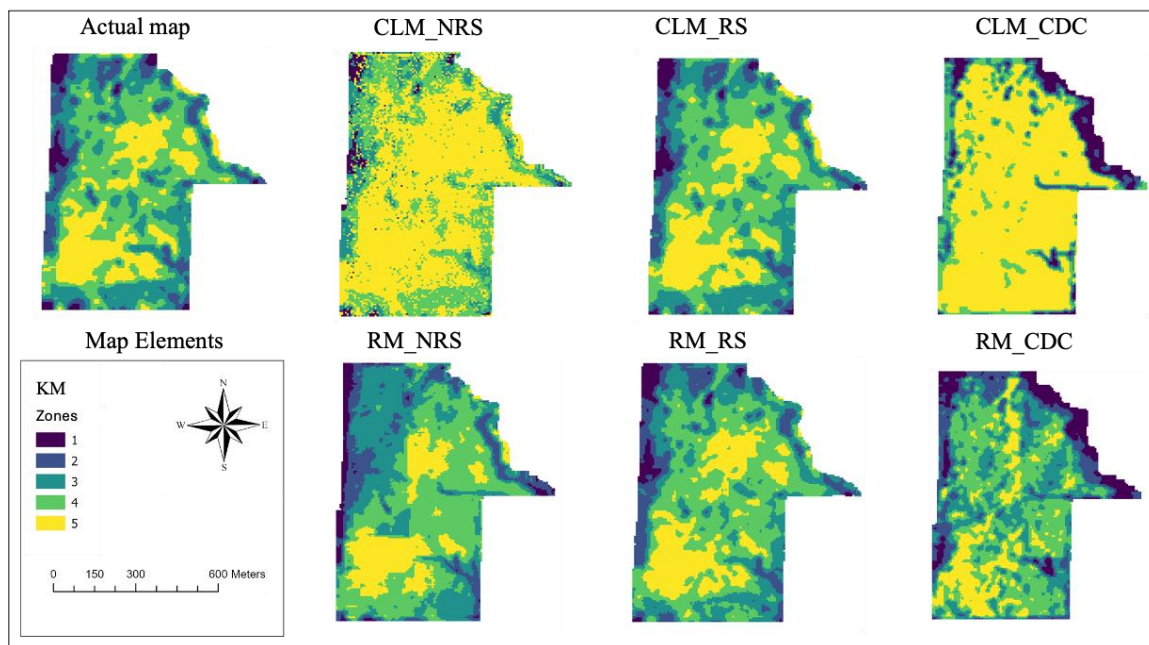 Actual map
CLM_NRS
CLM_RS
CLM_CDC
Map Elements
RM_NRS
RM_RS
RM_CDC
KM
Zones
1
2
3
4
5
N
W
E
S
0 150 300 600 Meters